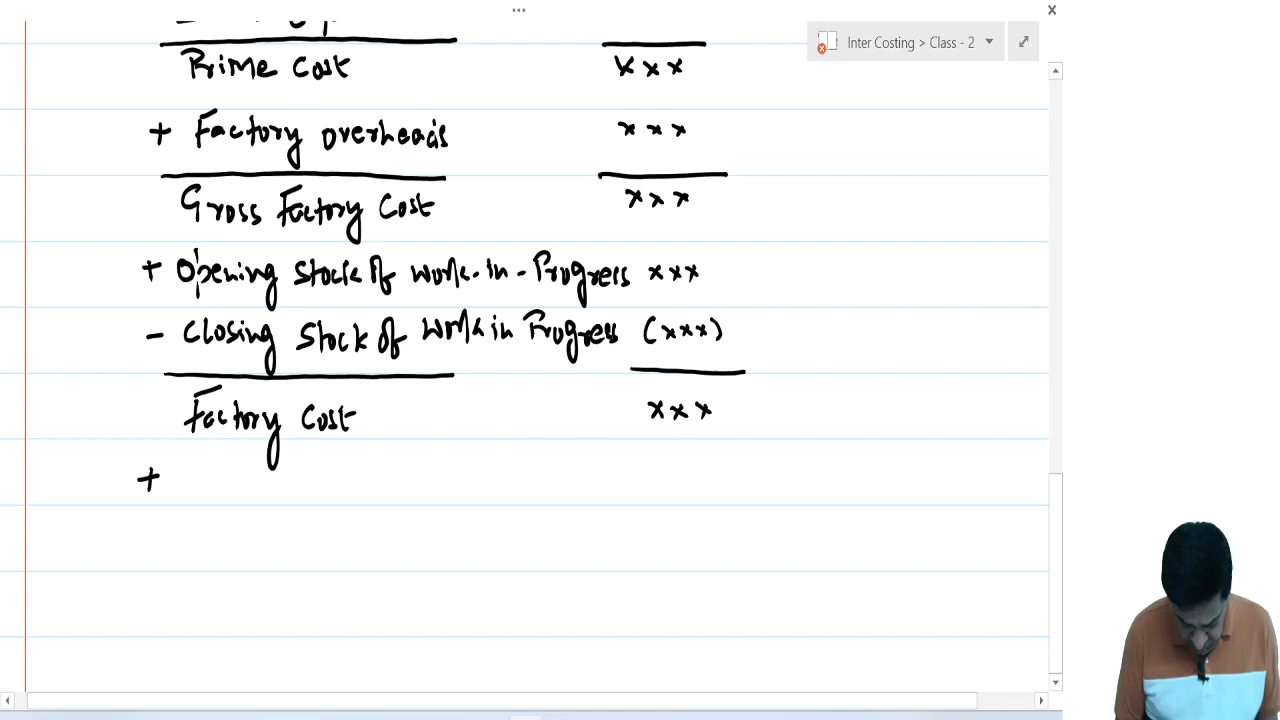 Inter Costing > Class - 2
Prime Cost xxx
+ Factory overheads xxx
Gross Factory Cost xxx
+ Opening Stock of Work-in-Progress xxx
- Closing Stock of Work in Progress (xxx)
Factory Cost xxx
+